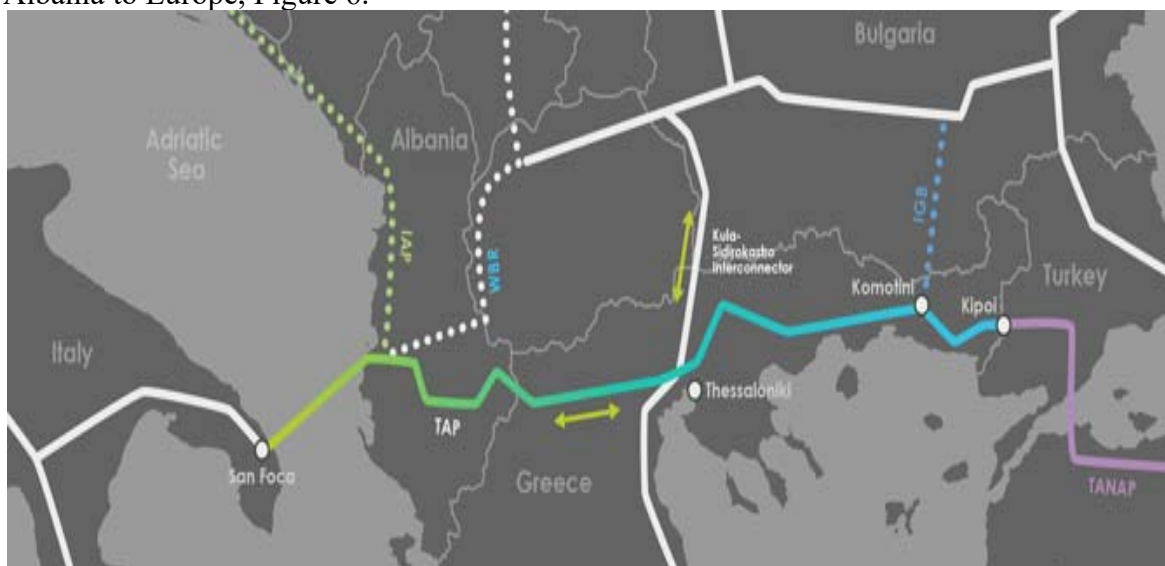 Albania to Europe, Figure 6.
Bulgaria
Adriatic
Sea
Albania
IAP
WBR
IGB
Kula-
Sidirokastro
Interconnector
Komotini
Kipoi
Turkey
Italy
Thessaloniki
TAP
San Foca
Greece
TANAP